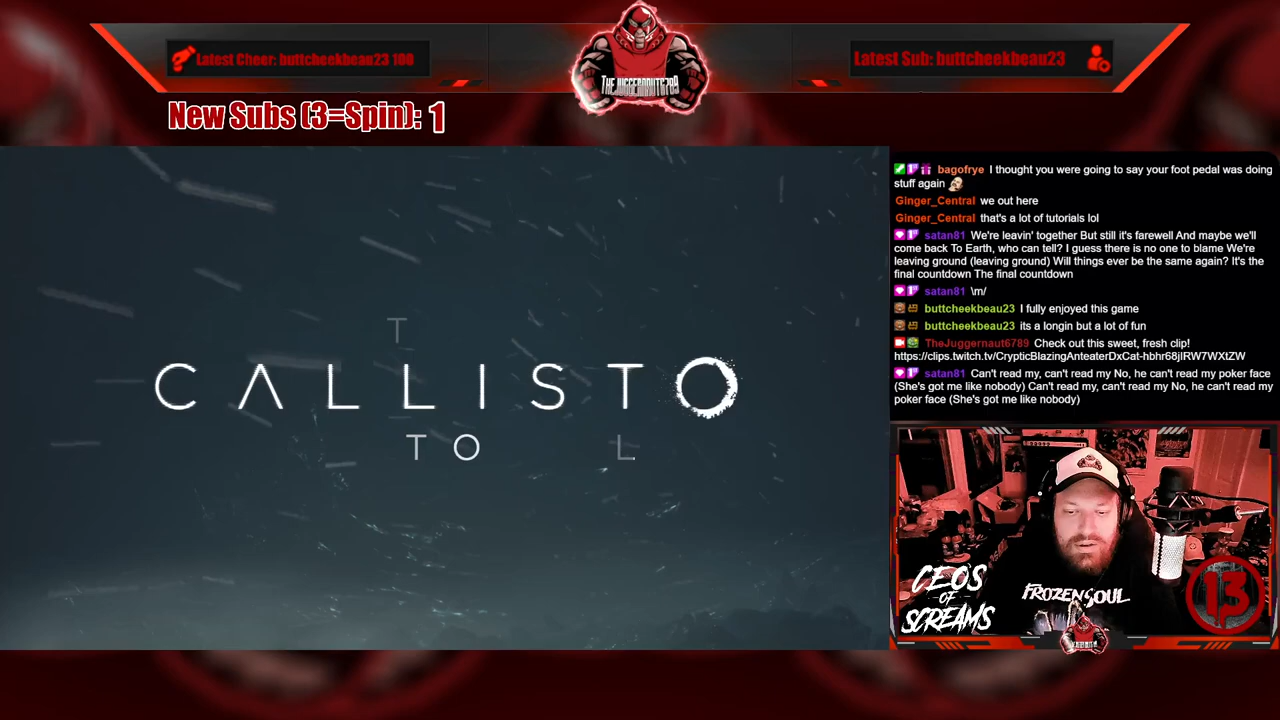 Latest Cheer: buttcheekbeau23 100
THEJUGGERNAUT6789
Latest Sub: buttcheekbeau23
New Subs (3=Spin): 1
bagofrye I thought you were going to say your foot pedal was doing
stuff again
Ginger_Central we out here
Ginger_Central that's a lot of tutorials lol
satan81 We're leavin' together But still it's farewell And maybe we'll
come back To Earth, who can tell? I guess there is no one to blame We're
leaving ground (leaving ground) Will things ever be the same again? It's the
final countdown The final countdown
satan81 \m/
buttcheekbeau23 I fully enjoyed this game
buttcheekbeau23 its a longin but a lot of fun
TheJuggernaut6789 Check out this sweet, fresh clip!
https://clips.twitch.tv/CrypticBlazingAnteaterDxCat-hbhr68jlRW7WXtZW
satan81 Can't read my, can't read my No, he can't read my poker face
(She's got me like nobody) Can't read my, can't read my No, he can't read my
poker face (She's got me like nobody)
T
CALLISTO
TO L
CEO'S
OF
SCREAMS
FROZEN SOUL
13